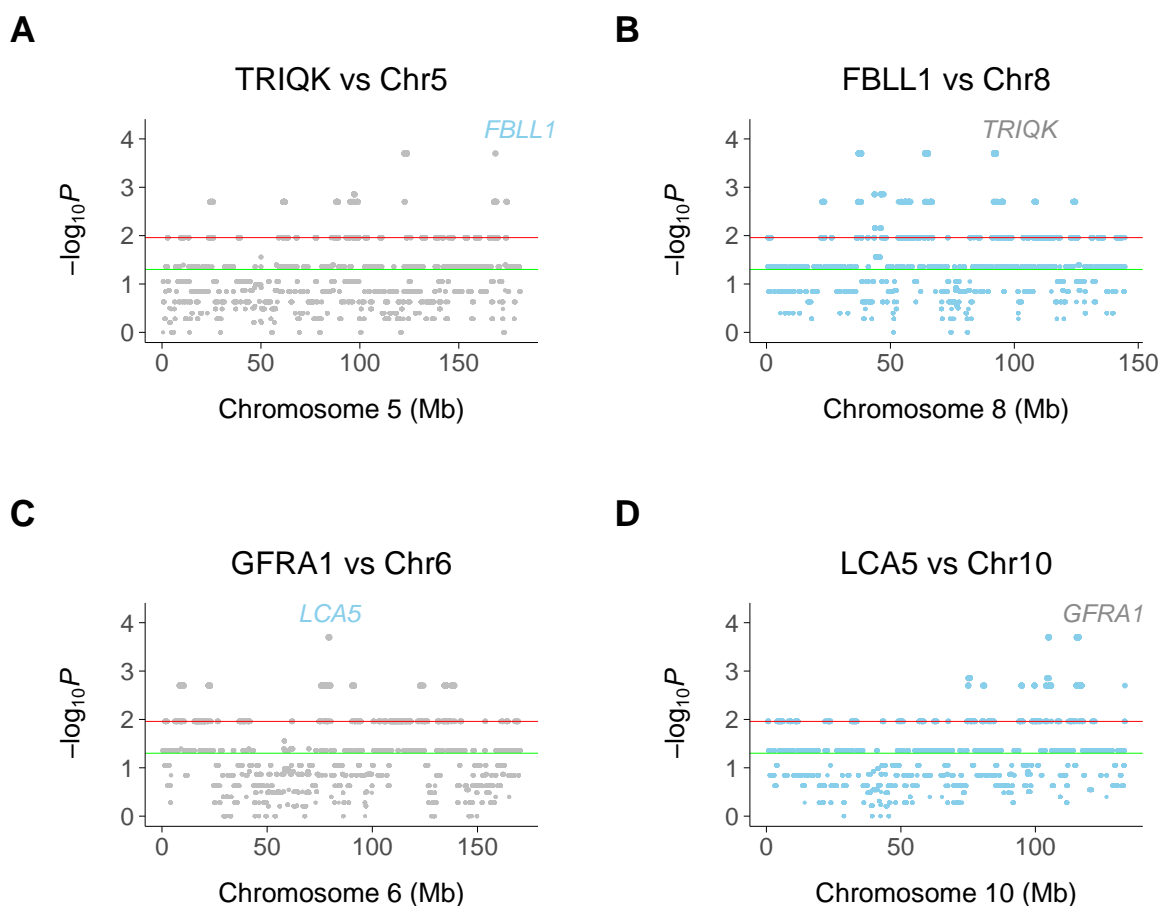 A
TRIQK vs Chr5
FBLL1
4
3
2
1
0
−log10P
0 50 100 150
Chromosome 5 (Mb)
B
FBLL1 vs Chr8
TRIQK
4
3
2
1
0
−log10P
0 50 100 150
Chromosome 8 (Mb)
C
GFRA1 vs Chr6
LCA5
4
3
2
1
0
−log10P
0 50 100 150
Chromosome 6 (Mb)
D
LCA5 vs Chr10
GFRA1
4
3
2
1
0
−log10P
0 50 100
Chromosome 10 (Mb)